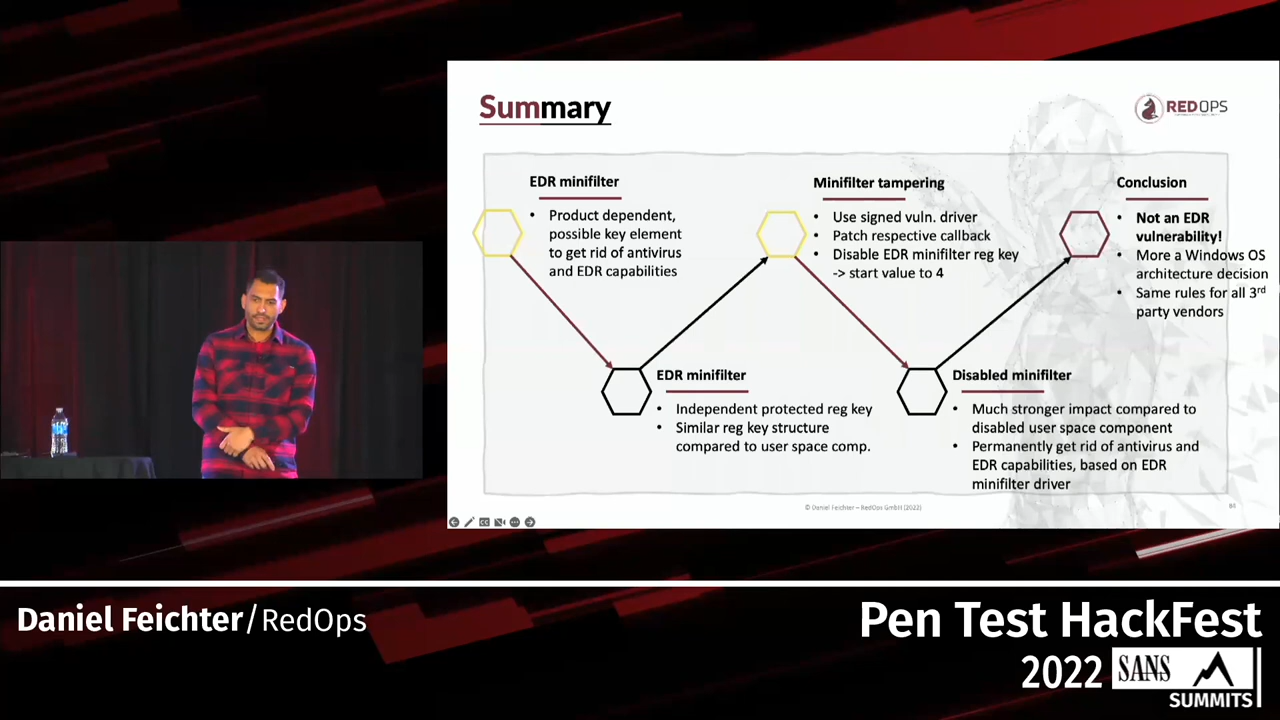 Summary
REDOPS
EDR minifilter
• Product dependent,
possible key element
to get rid of antivirus
and EDR capabilities
Minifilter tampering
• Use signed vuln. driver
• Patch respective callback
• Disable EDR minifilter reg key
-> start value to 4
Conclusion
• Not an EDR
vulnerability!
• More a Windows OS
architecture decision
• Same rules for all 3rd
party vendors
EDR minifilter
• Independent protected reg key
• Similar reg key structure
compared to user space comp.
Disabled minifilter
• Much stronger impact compared to
disabled user space component
• Permanently get rid of antivirus and
EDR capabilities, based on EDR
minifilter driver
© Daniel Feichter – RedOps GmbH (2022)
Daniel Feichter/RedOps
Pen Test HackFest
2022 SANS
SUMMITS